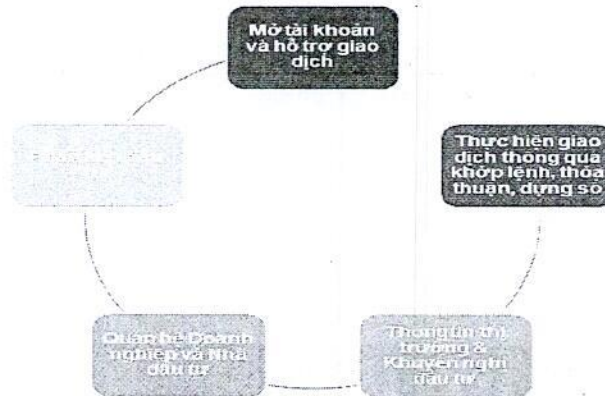 Mở tài khoản
và hỗ trợ giao
dịch
Thực hiện giao
dịch thông qua
khớp lệnh, thỏa
thuận, dựng sổ
Thông tin thị
trường &
Khuyến nghị
đầu tư
Quan hệ Doanh
nghiệp và Nhà
đầu tư